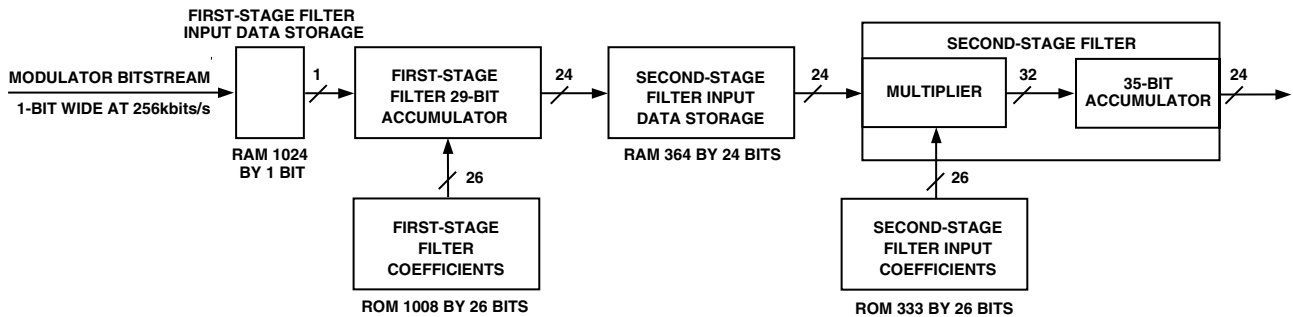 FIRST-STAGE FILTER
INPUT DATA STORAGE
MODULATOR BITSTREAM
1-BIT WIDE AT 256kbits/s
RAM 1024
BY 1 BIT
1
FIRST-STAGE
FILTER 29-BIT
ACCUMULATOR
26
FIRST-STAGE
FILTER
COEFFICIENTS
ROM 1008 BY 26 BITS
24
SECOND-STAGE
FILTER INPUT
DATA STORAGE
RAM 364 BY 24 BITS
24
SECOND-STAGE FILTER
MULTIPLIER
32
35-BIT
ACCUMULATOR
24
26
SECOND-STAGE
FILTER INPUT
COEFFICIENTS
ROM 333 BY 26 BITS